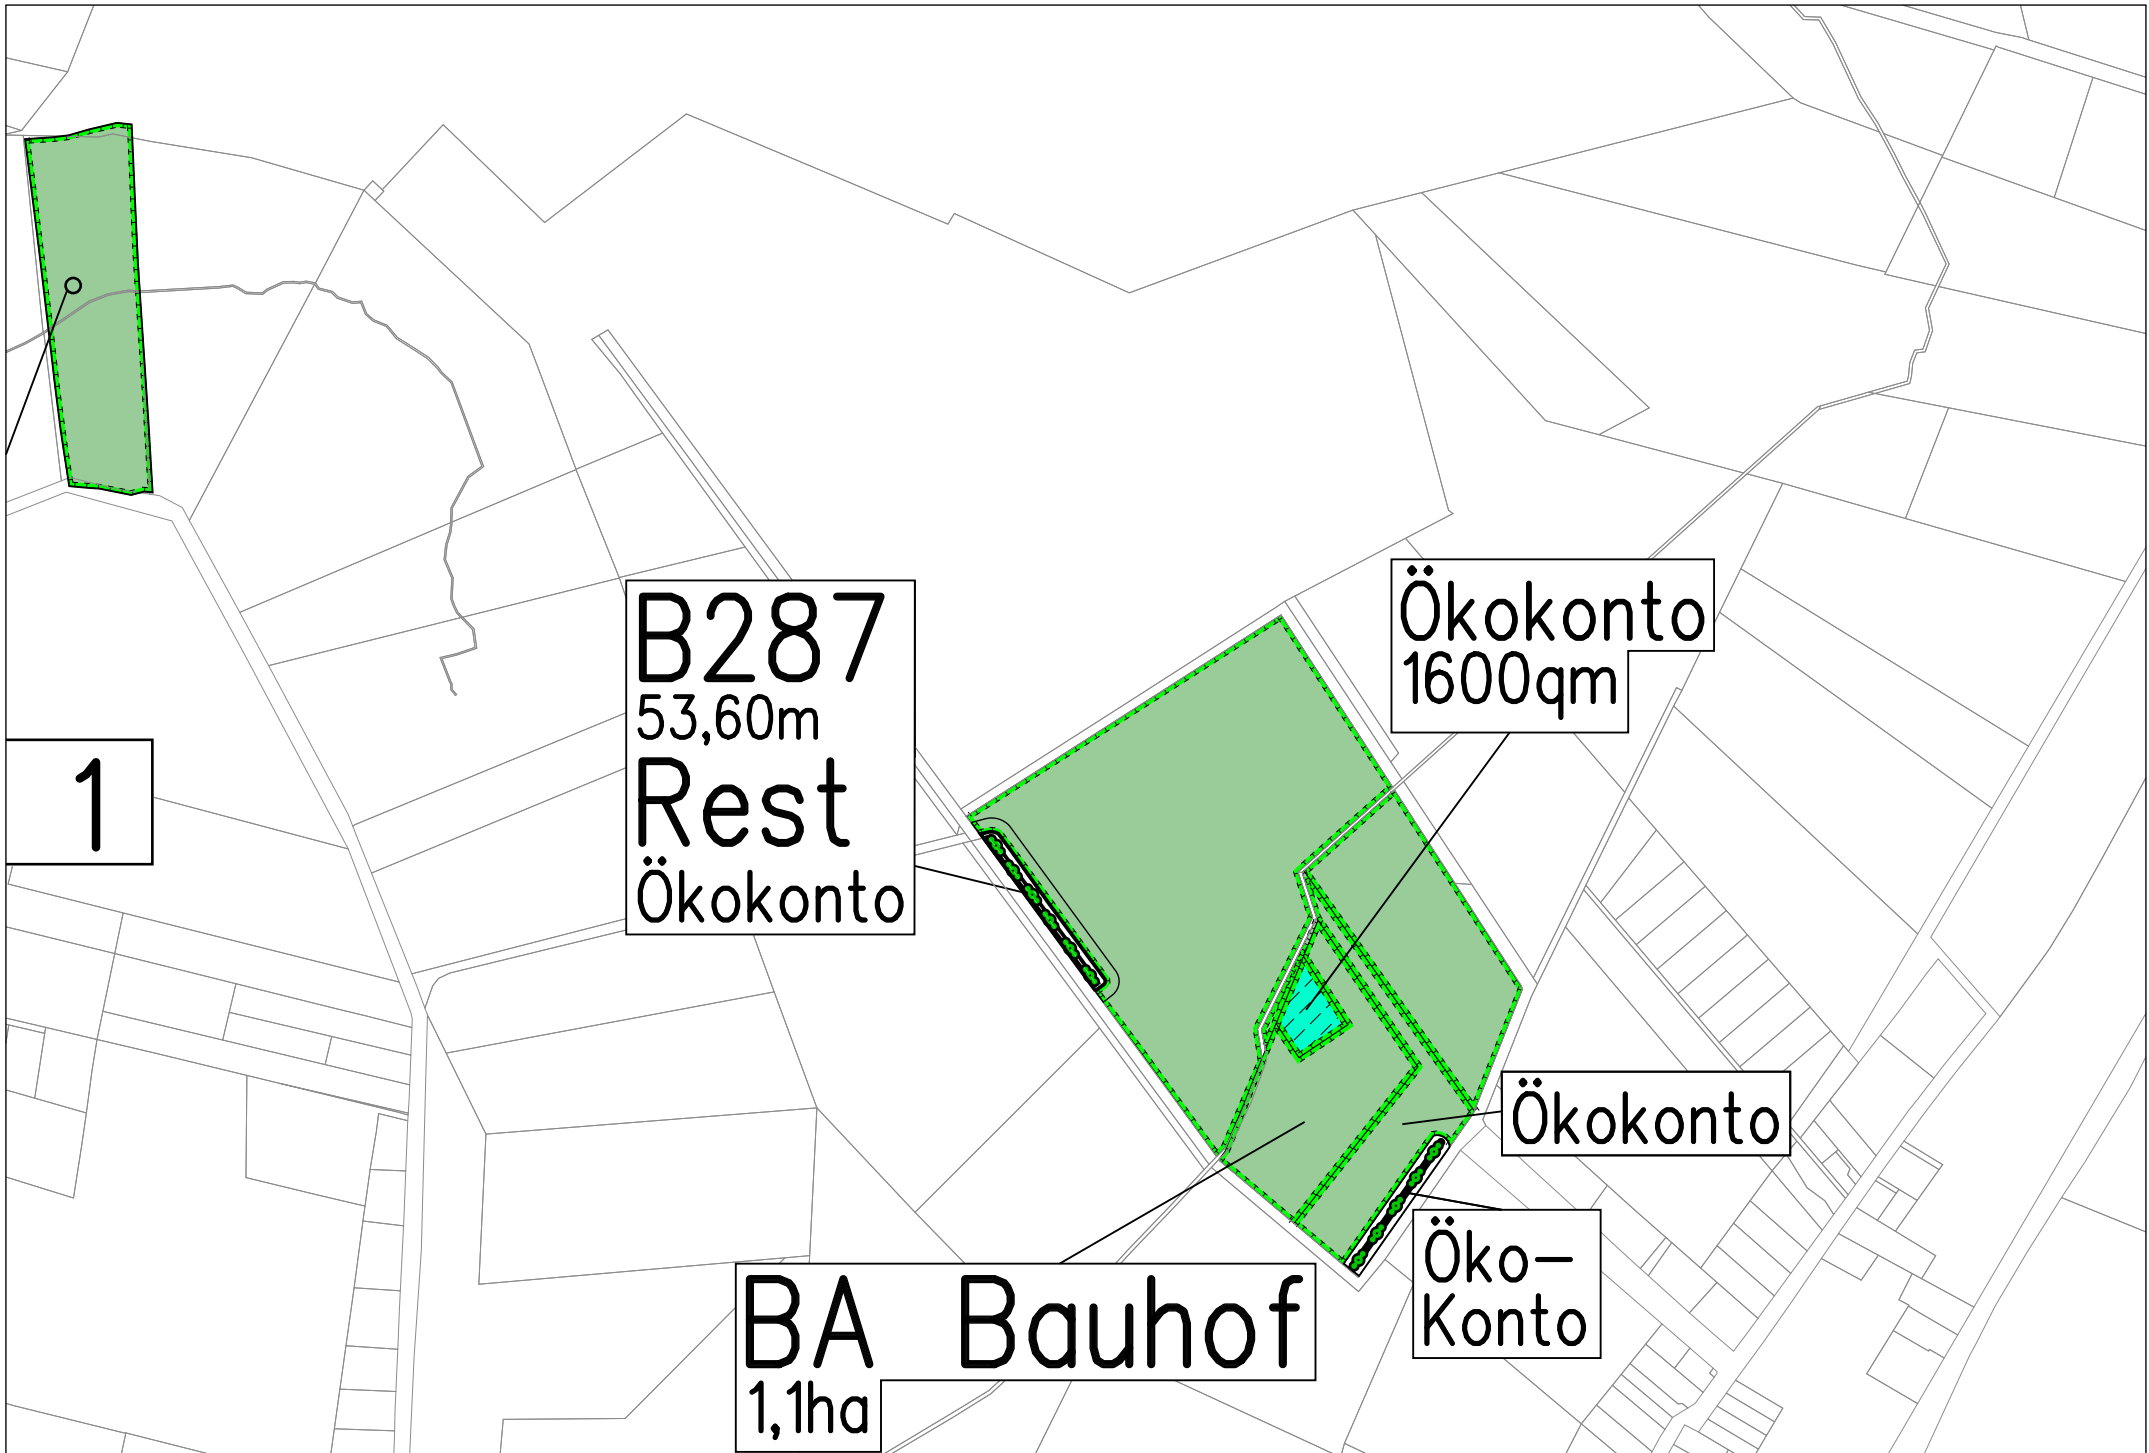 B287
53,60m
Rest
Ökokonto
Ökokonto
1600qm
1
Ökokonto
Öko-
Konto
BA Bauhof
1,1ha